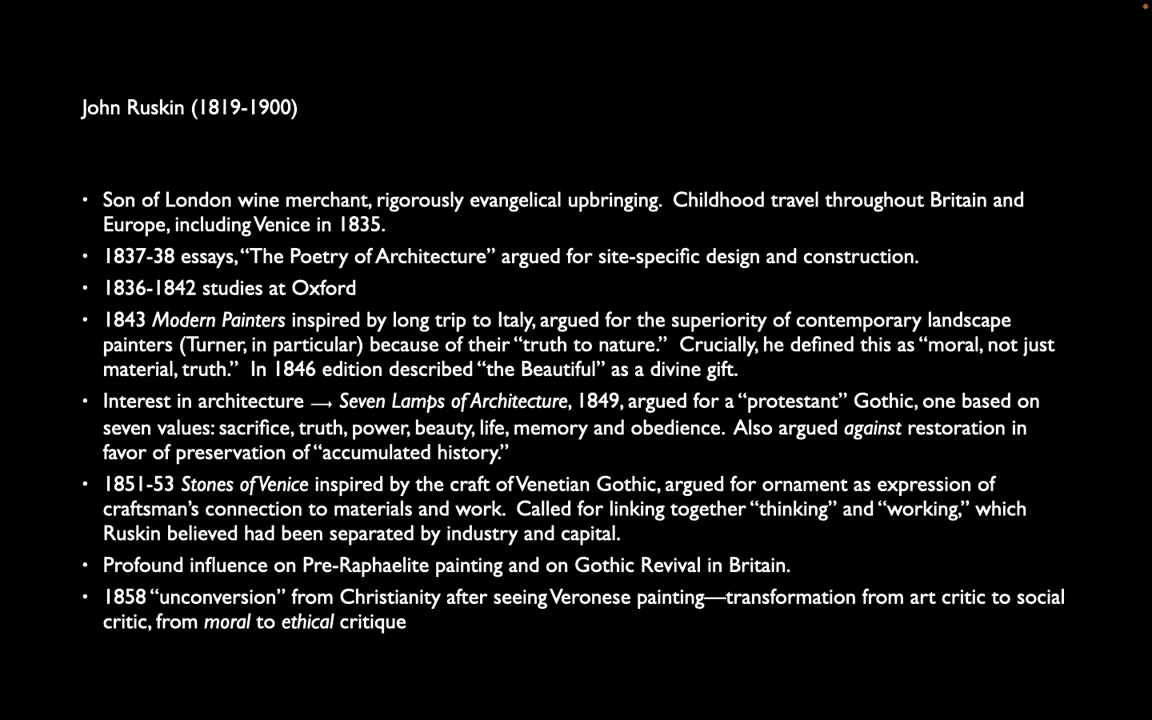 John Ruskin (1819-1900)
• Son of London wine merchant, rigorously evangelical upbringing.  Childhood travel throughout Britain and
Europe, including Venice in 1835.
• 1837-38 essays, “The Poetry of Architecture” argued for site-specific design and construction.
• 1836-1842 studies at Oxford
• 1843 Modern Painters inspired by long trip to Italy, argued for the superiority of contemporary landscape
painters (Turner, in particular) because of their “truth to nature.”  Crucially, he defined this as “moral, not just
material, truth.”  In 1846 edition described “the Beautiful” as a divine gift.
• Interest in architecture → Seven Lamps of Architecture, 1849, argued for a “protestant” Gothic, one based on
seven values: sacrifice, truth, power, beauty, life, memory and obedience.  Also argued against restoration in
favor of preservation of “accumulated history.”
• 1851-53 Stones of Venice inspired by the craft of Venetian Gothic, argued for ornament as expression of
craftsman’s connection to materials and work.  Called for linking together “thinking” and “working,” which
Ruskin believed had been separated by industry and capital.
• Profound influence on Pre-Raphaelite painting and on Gothic Revival in Britain.
• 1858 “unconversion” from Christianity after seeing Veronese painting—transformation from art critic to social
critic, from moral to ethical critique